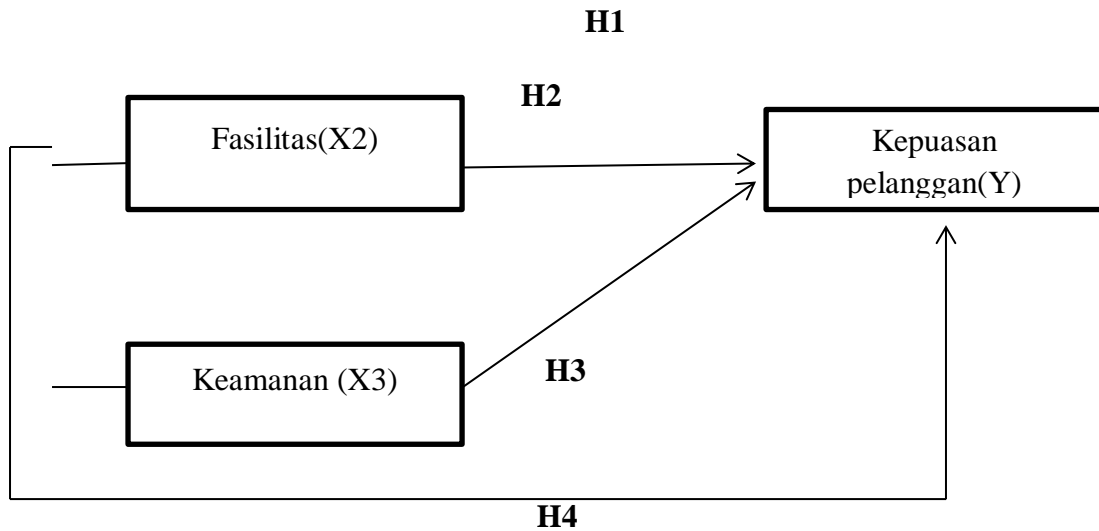 H1
H2
Fasilitas(X2)
Kepuasan
pelanggan(Y)
Keamanan (X3)
H3
H4